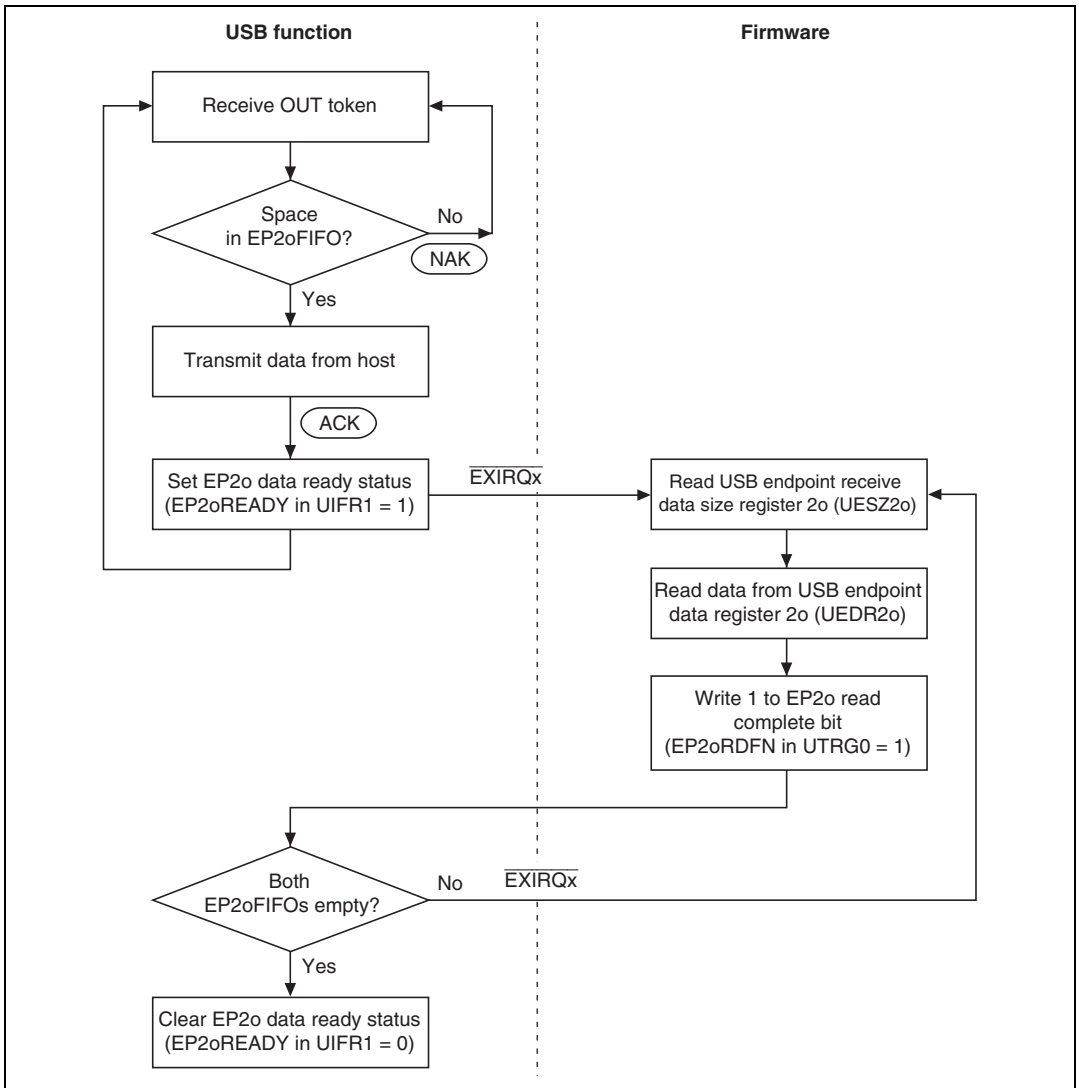 USB function
Firmware
Receive OUT token
Space
in EP2oFIFO?
No
NAK
Yes
Transmit data from host
ACK
Set EP2o data ready status
(EP2oREADY in UIFR1 = 1)
EXIRQx
Read USB endpoint receive
data size register 2o (UESZ2o)
Read data from USB endpoint
data register 2o (UEDR2o)
Write 1 to EP2o read
complete bit
(EP2oRDFN in UTRG0 = 1)
Both
EP2oFIFOs empty?
No
EXIRQx
Yes
Clear EP2o data ready status
(EP2oREADY in UIFR1 = 0)